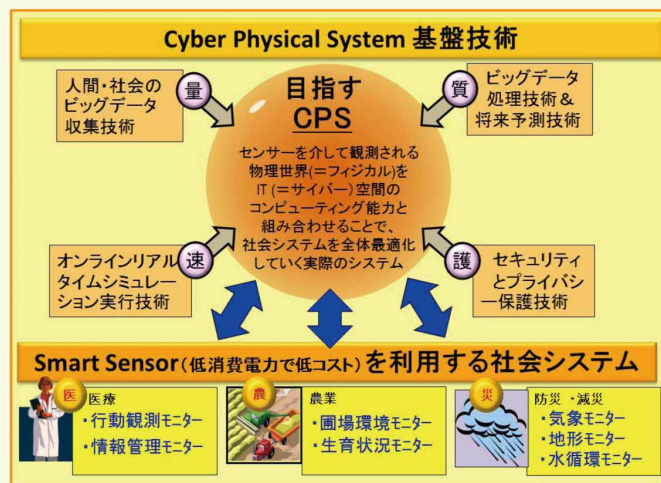 Cyber Physical System 基盤技術
人間・社会の
ビッグデータ
収集技術
量
目指す
CPS
質
ビッグデータ
処理技術&
将来予測技術
センサーを介して観測される
物理世界(=フィジカル)を
IT (=サイバー) 空間の
コンピューティング能力と
組み合わせることで、
社会システムを全体最適化
していく実際のシステム
オンラインリアル
タイムシミュレー
ション実行技術
速
護
セキュリティ
とプライバシ
ー保護技術
Smart Sensor(低消費電力で低コスト)を利用する社会システム
医
医療
・行動観測モニター
・情報管理モニター
農
農業
・圃場環境モニター
・生育状況モニター
災
防災・減災
・気象モニター
・地形モニター
・水循環モニター